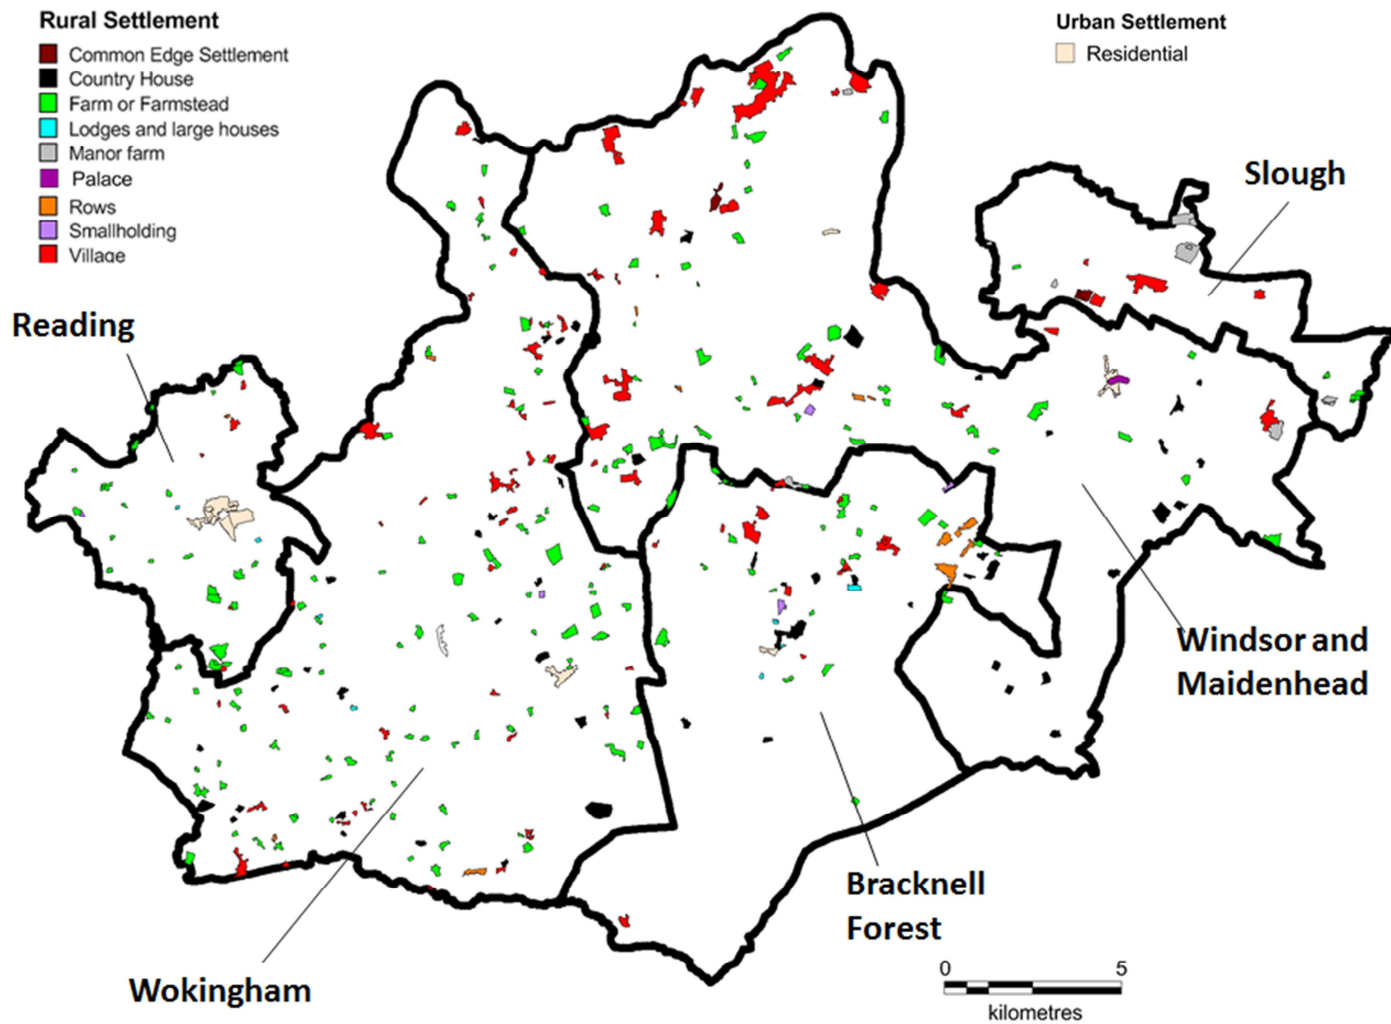 Rural Settlement
Common Edge Settlement
Country House
Farm or Farmstead
Lodges and large houses
Manor farm
Palace
Rows
Smallholding
Village
Urban Settlement
Residential
Slough
Reading
Windsor and
Maidenhead
Bracknell
Forest
Wokingham
0 5
kilometres